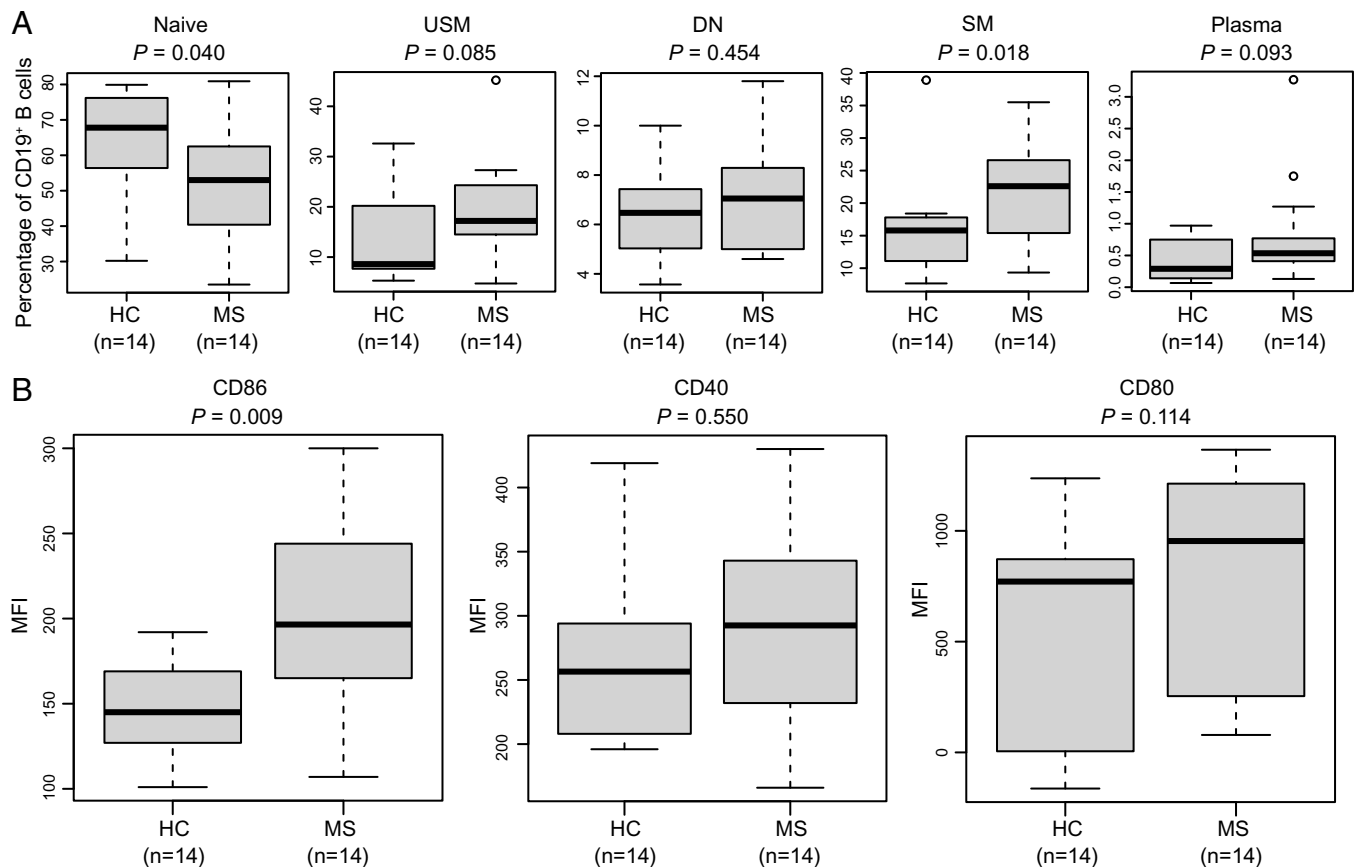 A
Naive
P = 0.040
USM
P = 0.085
DN
P = 0.454
SM
P = 0.018
Plasma
P = 0.093
Percentage of CD19⁺ B cells
80
70
60
50
40
30
HC
(n=14)
MS
(n=14)
40
30
20
10
HC
(n=14)
MS
(n=14)
12
10
8
6
4
HC
(n=14)
MS
(n=14)
40
35
30
25
20
15
10
HC
(n=14)
MS
(n=14)
3.0
2.5
2.0
1.5
1.0
0.5
0.0
HC
(n=14)
MS
(n=14)
B
CD86
P = 0.009
MFI
300
250
200
150
100
HC
(n=14)
MS
(n=14)
CD40
P = 0.550
MFI
400
350
300
250
200
HC
(n=14)
MS
(n=14)
CD80
P = 0.114
MFI
1000
500
0
HC
(n=14)
MS
(n=14)